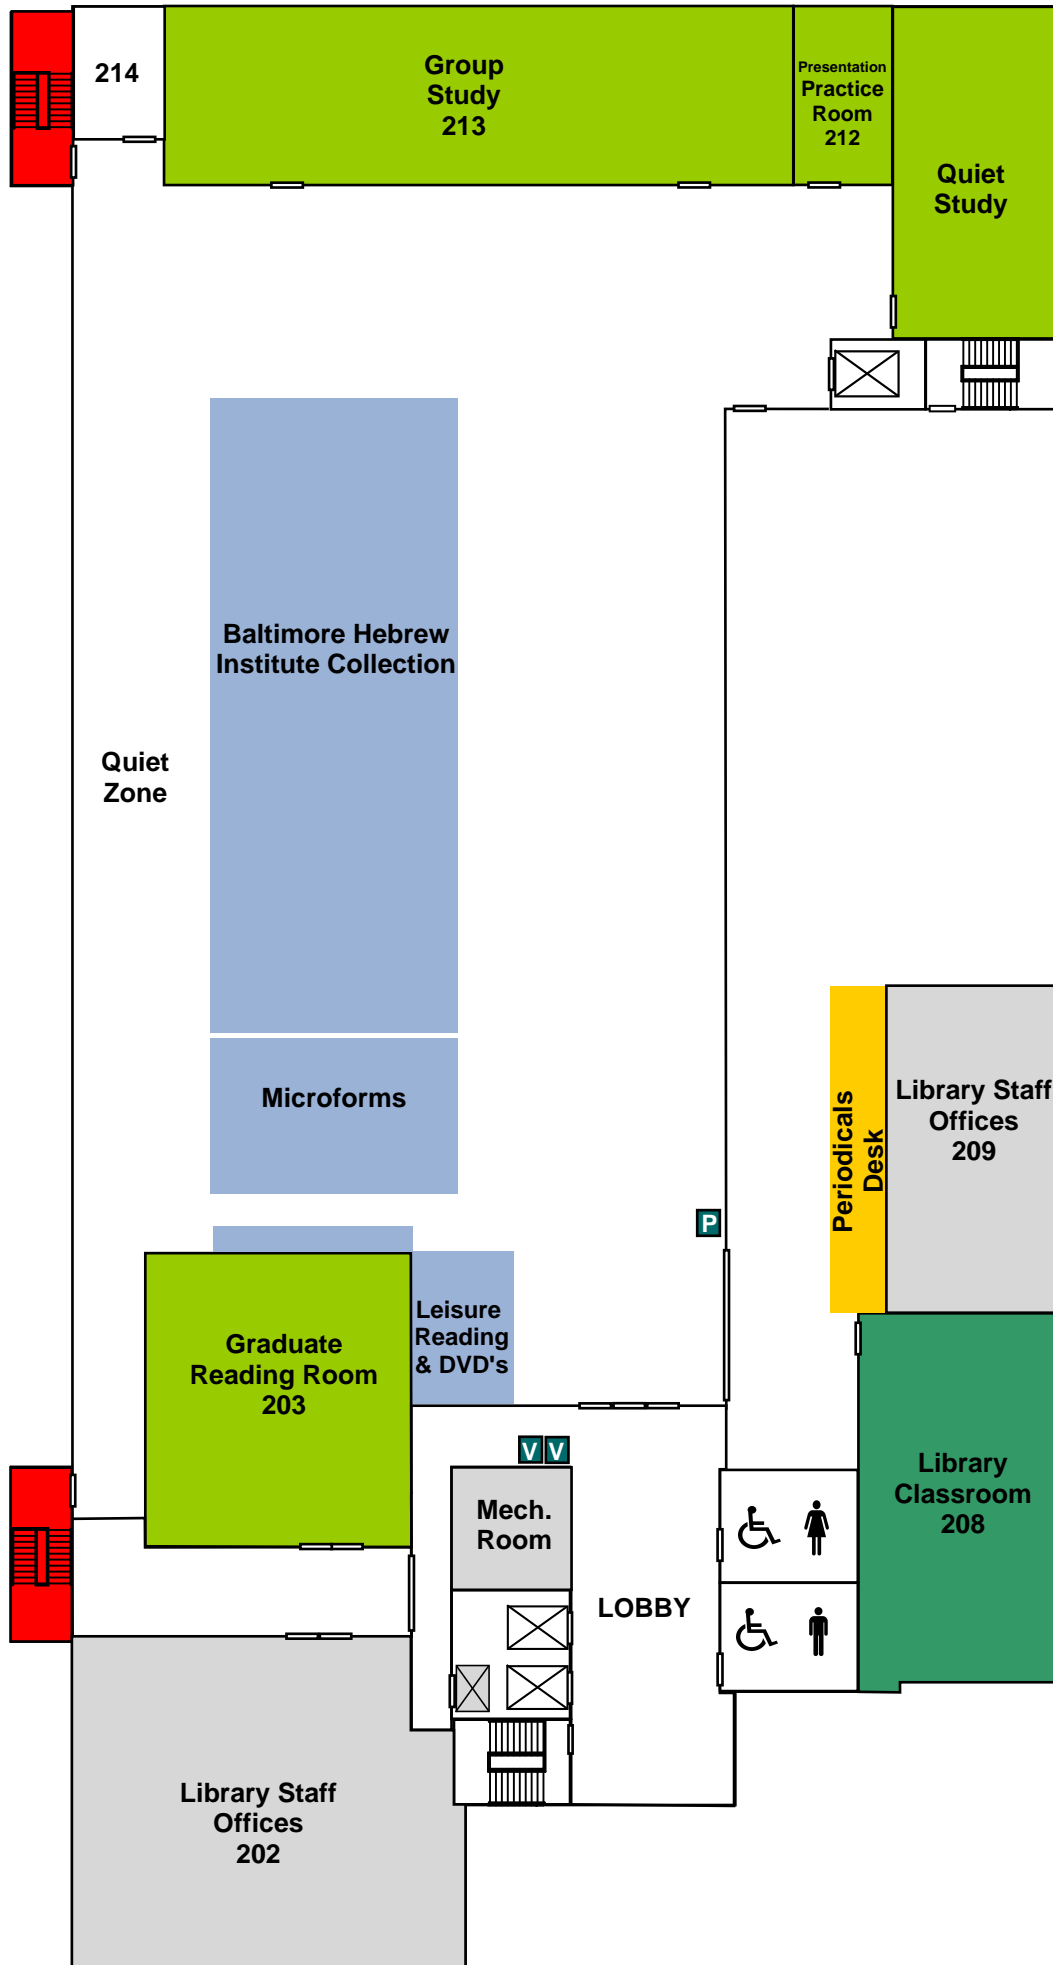 214
Group
Study
213
Presentation
Practice
Room
212
Quiet
Study
Baltimore Hebrew
Institute Collection
Quiet
Zone
Microforms
Periodicals
Desk
Library Staff
Offices
209
P
Leisure
Reading
& DVD's
Graduate
Reading Room
203
V V
Mech.
Room
Library
Classroom
208
LOBBY
Library Staff
Offices
202